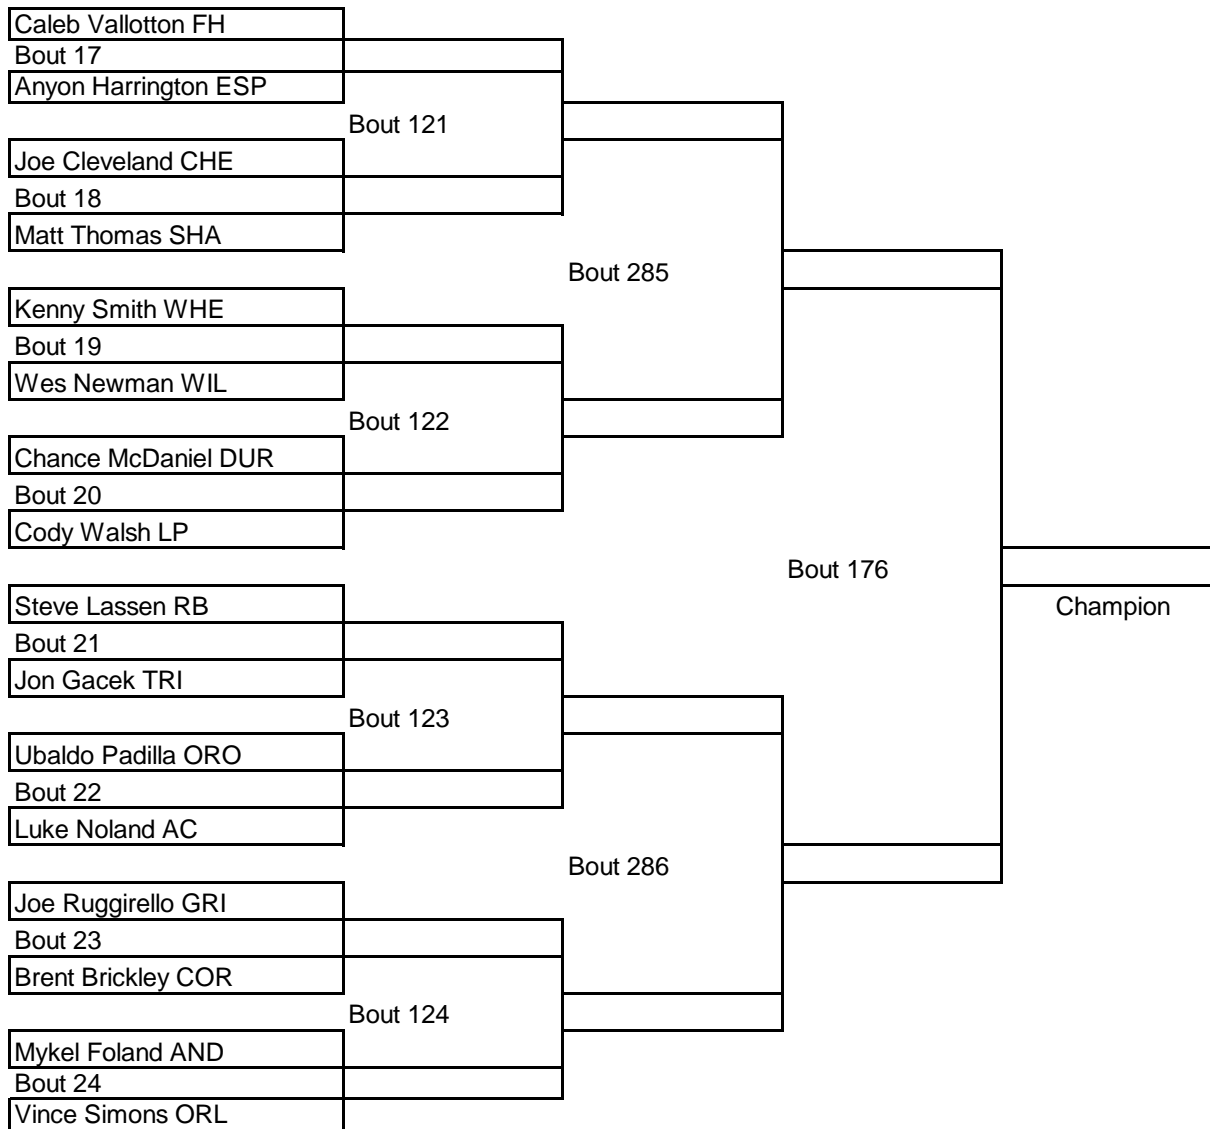 Caleb Vallotton FH
Bout 17
Anyon Harrington ESP
Bout 121
Joe Cleveland CHE
Bout 18
Matt Thomas SHA
Bout 285
Kenny Smith WHE
Bout 19
Wes Newman WIL
Bout 122
Chance McDaniel DUR
Bout 20
Cody Walsh LP
Bout 176
Steve Lassen RB
Champion
Bout 21
Jon Gacek TRI
Bout 123
Ubaldo Padilla ORO
Bout 22
Luke Noland AC
Bout 286
Joe Ruggirello GRI
Bout 23
Brent Brickley COR
Bout 124
Mykel Foland AND
Bout 24
Vince Simons ORL